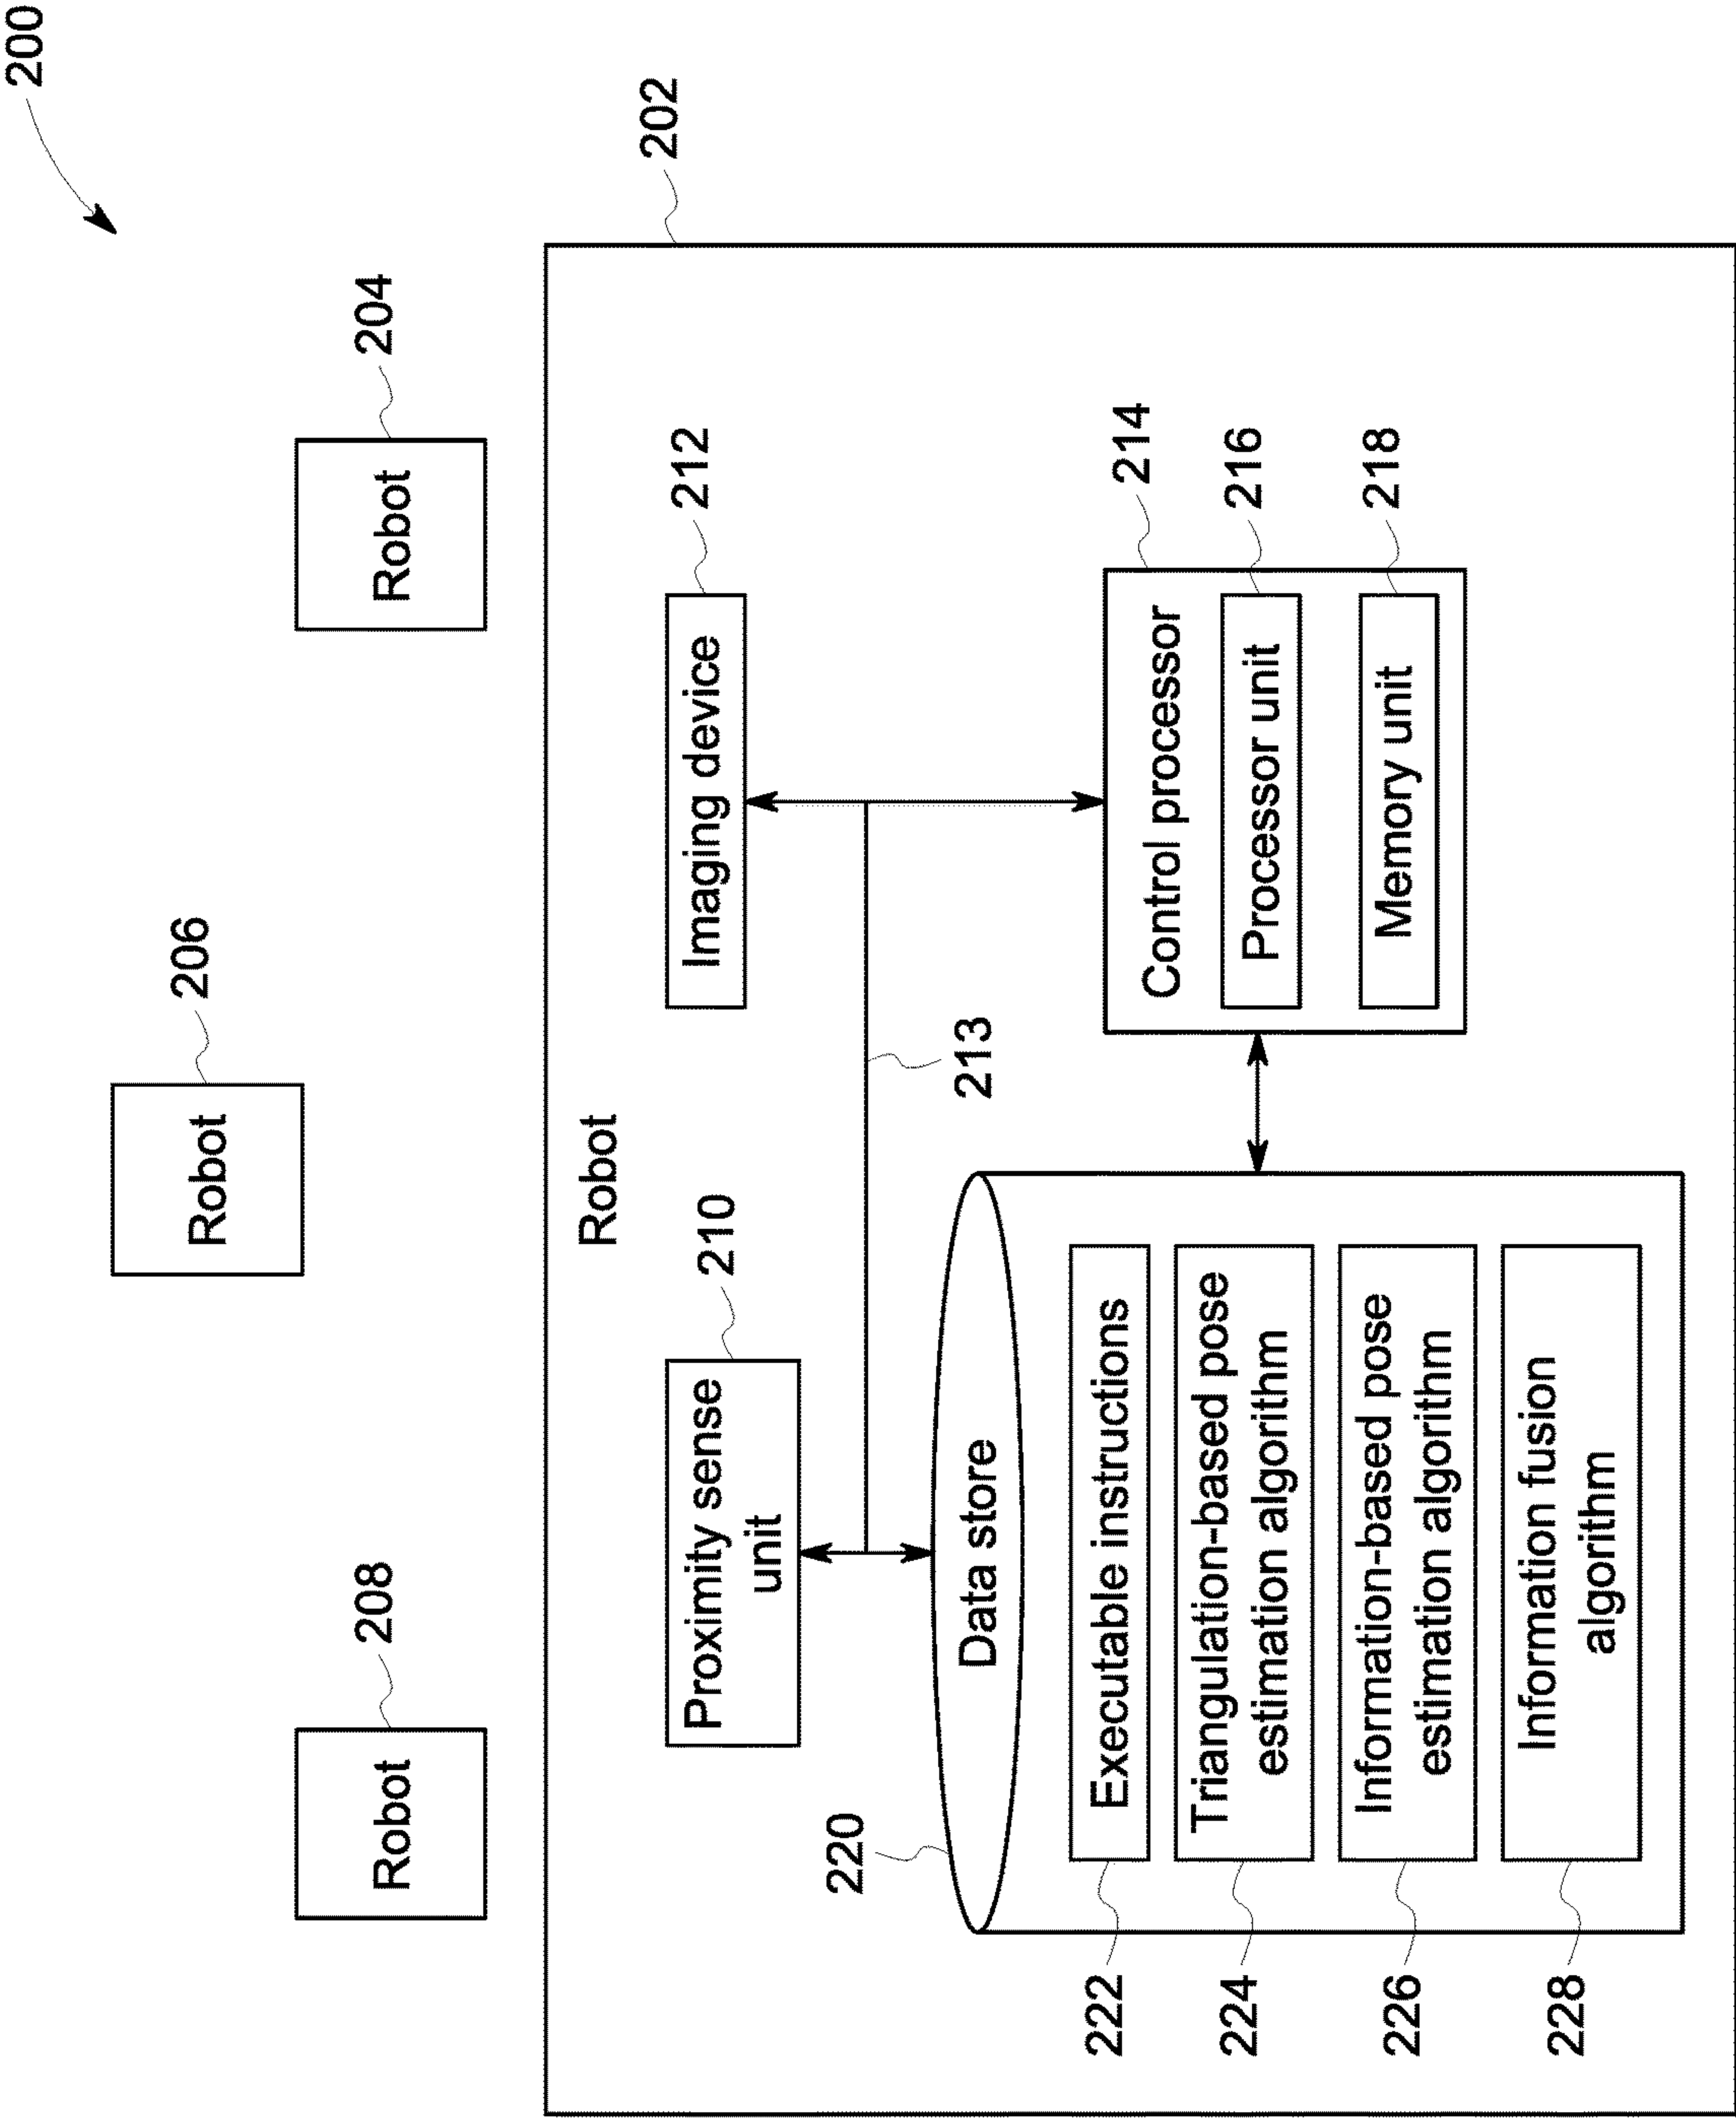 200
206
Robot
208
Robot
204
Robot
202
Robot
210
Proximity sense
unit
212
Imaging device
213
220
Data store
222
Executable instructions
224
Triangulation-based pose
estimation algorithm
226
Information-based pose
estimation algorithm
228
Information fusion
algorithm
214
Control processor
216
Processor unit
218
Memory unit